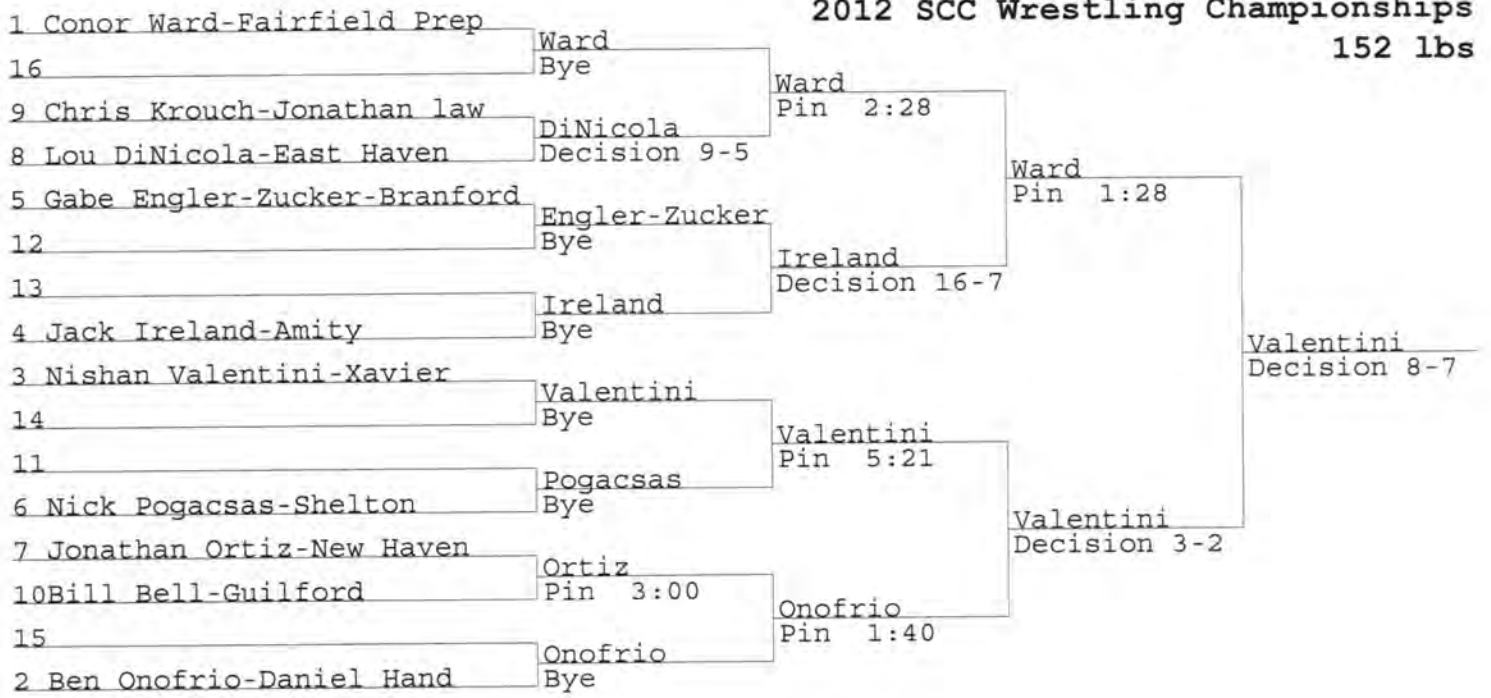 2012 SCC Wrestling Championships
152 lbs
1 Conor Ward-Fairfield Prep
16
9 Chris Krouch-Jonathan law
8 Lou DiNicola-East Haven
5 Gabe Engler-Zucker-Branford
12
13
4 Jack Ireland-Amity
3 Nishan Valentini-Xavier
14
11
6 Nick Pogacsas-Shelton
7 Jonathan Ortiz-New Haven
10Bill Bell-Guilford
15
2 Ben Onofrio-Daniel Hand
Ward
Bye
DiNicola
Decision 9-5
Engler-Zucker
Bye
Ireland
Bye
Valentini
Bye
Pogacsas
Bye
Ortiz
Pin 3:00
Onofrio
Bye
Ward
Pin 2:28
Ireland
Decision 16-7
Valentini
Pin 5:21
Onofrio
Pin 1:40
Ward
Pin 1:28
Valentini
Decision 3-2
Valentini
Decision 8-7